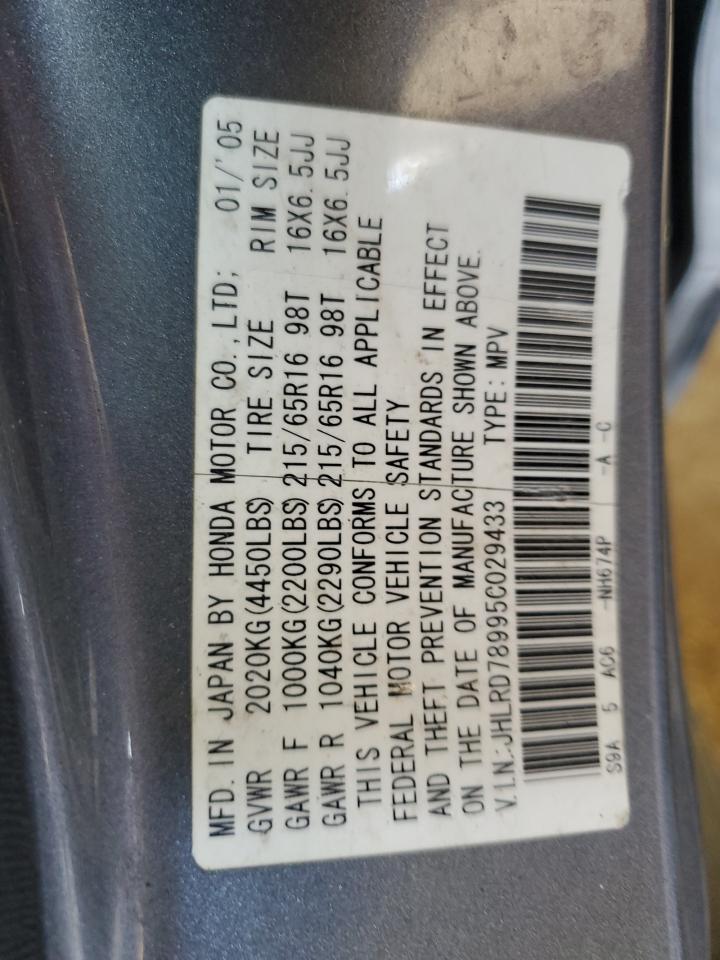 MFD. IN JAPAN BY HONDA MOTOR CO., LTD; 01/'05
GVWR 2020KG(4450LBS) TIRE SIZE RIM SIZE
GAWR F 1000KG(2200LBS) 215/65R16 98T 16X6. 5JJ
GAWR R 1040KG(2290LBS) 215/65R16 98T 16X6. 5JJ
THIS VEHICLE CONFORMS TO ALL APPLICABLE
FEDERAL MOTOR VEHICLE SAFETY
AND THEFT PREVENTION STANDARDS IN EFFECT
ON THE DATE OF MANUFACTURE SHOWN ABOVE.
V.I.N.:JHLRD78995C029433 TYPE: MPV
S9A 5 AC6 -NH674P -A -C